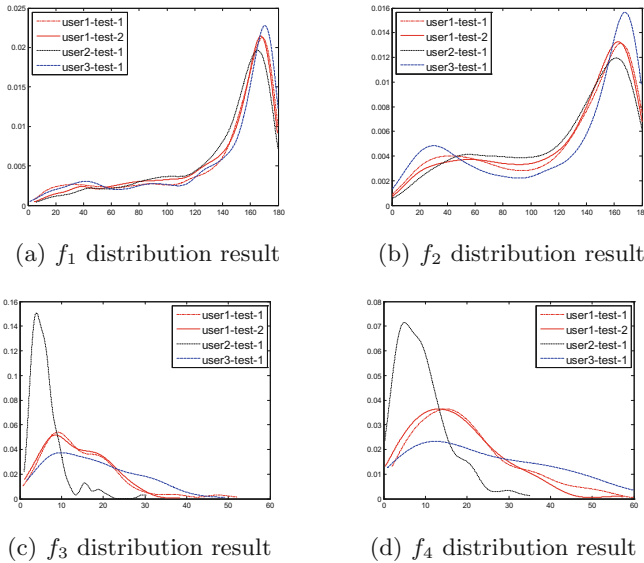 0.025
0.02
0.015
0.01
0.005
0
0 20 40 60 80 100 120 140 160 180
user1-test-1
user1-test-2
user2-test-1
user3-test-1
(a) f₁ distribution result
0.016
0.014
0.012
0.01
0.008
0.006
0.004
0.002
0
0 20 40 60 80 100 120 140 160 180
user1-test-1
user1-test-2
user2-test-1
user3-test-1
(b) f₂ distribution result
0.16
0.14
0.12
0.1
0.08
0.06
0.04
0.02
0
0 10 20 30 40 50 60
user1-test-1
user1-test-2
user2-test-1
user3-test-1
(c) f₃ distribution result
0.08
0.07
0.06
0.05
0.04
0.03
0.02
0.01
0
0 10 20 30 40 50 60
user1-test-1
user1-test-2
user2-test-1
user3-test-1
(d) f₄ distribution result